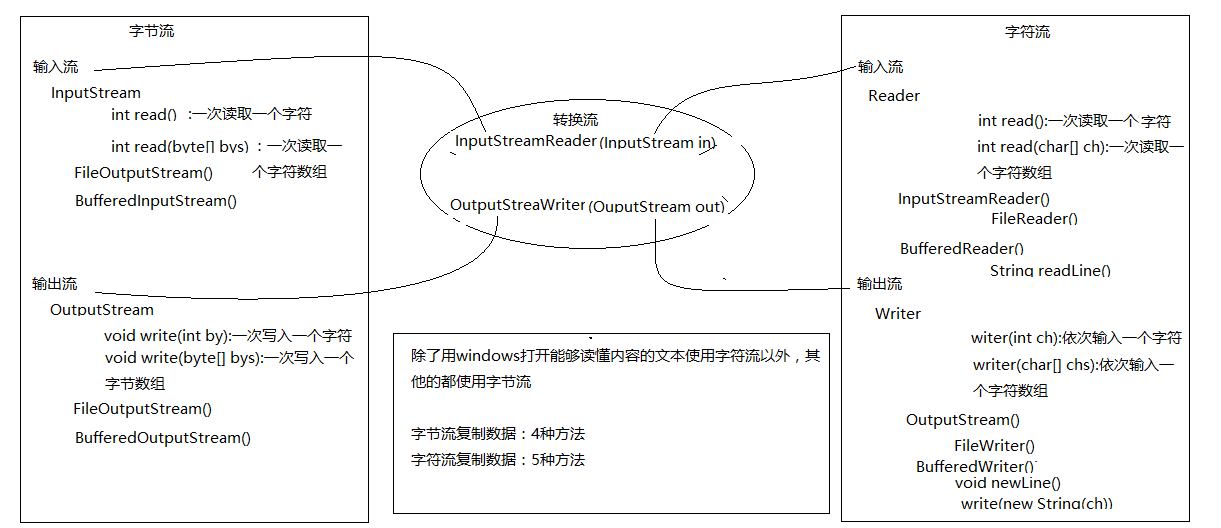 字节流
输入流
InputStream
int read() :一次读取一个字符
int read(byte[] bys) : 一次读取一
个字符数组
FileOutputStream()
BufferedInputStream()
输出流
OutputStream
void write(int by):一次写入一个字符
void write(byte[] bys):一次写入一个
字节数组
FileOutputStream()
BufferedOutputStream()
转换流
InputStreamReader(InputStream in)
OutputStreaWriter(OuputStream out)
除了用windows打开能够读懂内容的文本使用字符流以外，其
他的都使用字节流
字节流复制数据：4种方法
字符流复制数据：5种方法
字符流
输入流
Reader
int read():一次读取一个字符
int read(char[] ch):一次读取一
个字符数组
InputStreamReader()
FileReader()
BufferedReader()
String readLine()
输出流
Writer
witer(int ch):依次输入一个字符
writer(char[] chs):依次输入一
个字符数组
OutputStream()
FileWriter()
BufferedWriter()
void newLine()
write(new String(ch))